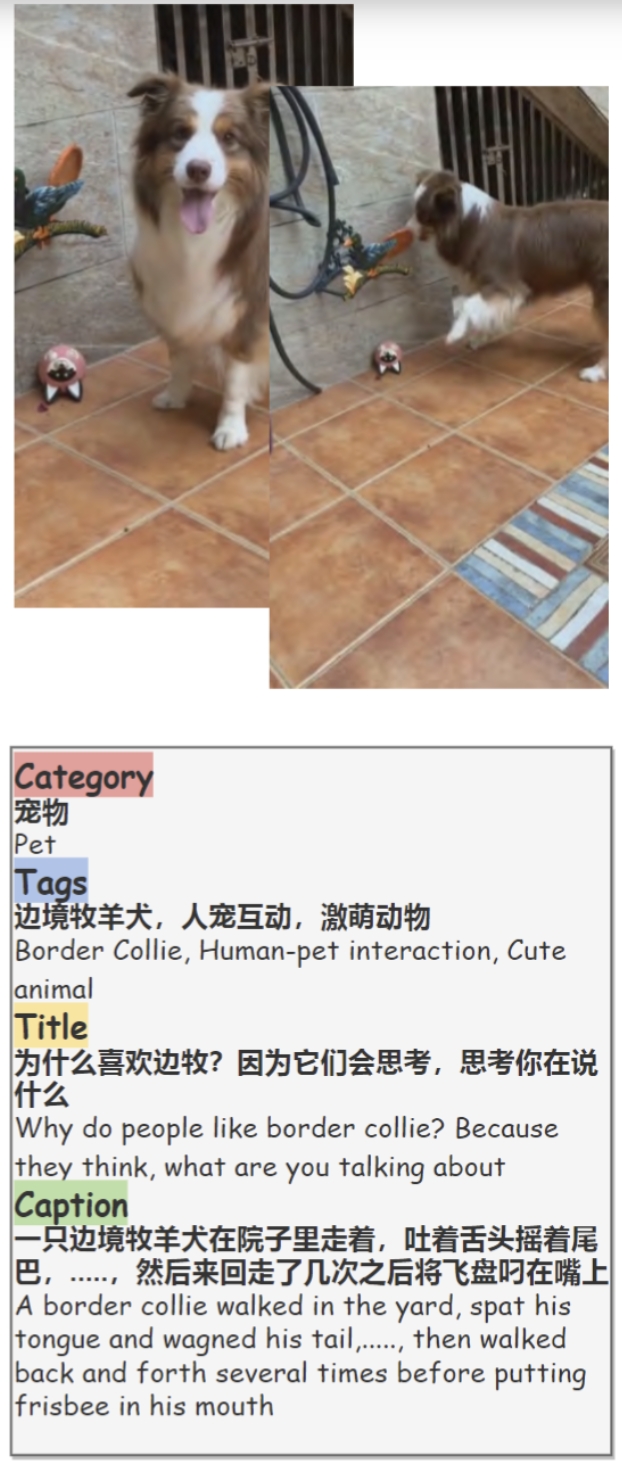 Category
宠物
Pet
Tags
边境牧羊犬，人宠互动，激萌动物
Border Collie, Human-pet interaction, Cute
animal
Title
为什么喜欢边牧？因为它们会思考，思考你在说
什么
Why do people like border collie? Because
they think, what are you talking about
Caption
一只边境牧羊犬在院子里走着，吐着舌头摇着尾
巴，.....，然后来回走了几次之后将飞盘叼在嘴上
A border collie walked in the yard, spat his
tongue and wagned his tail,....., then walked
back and forth several times before putting
frisbee in his mouth